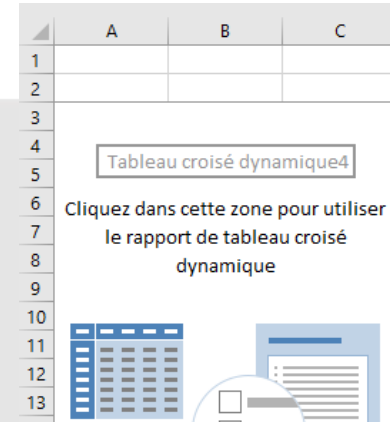 A B C
1
2
3
4
Tableau croisé dynamique4
5
6
Cliquez dans cette zone pour utiliser
7
le rapport de tableau croisé
8
dynamique
9
10
11
12
13